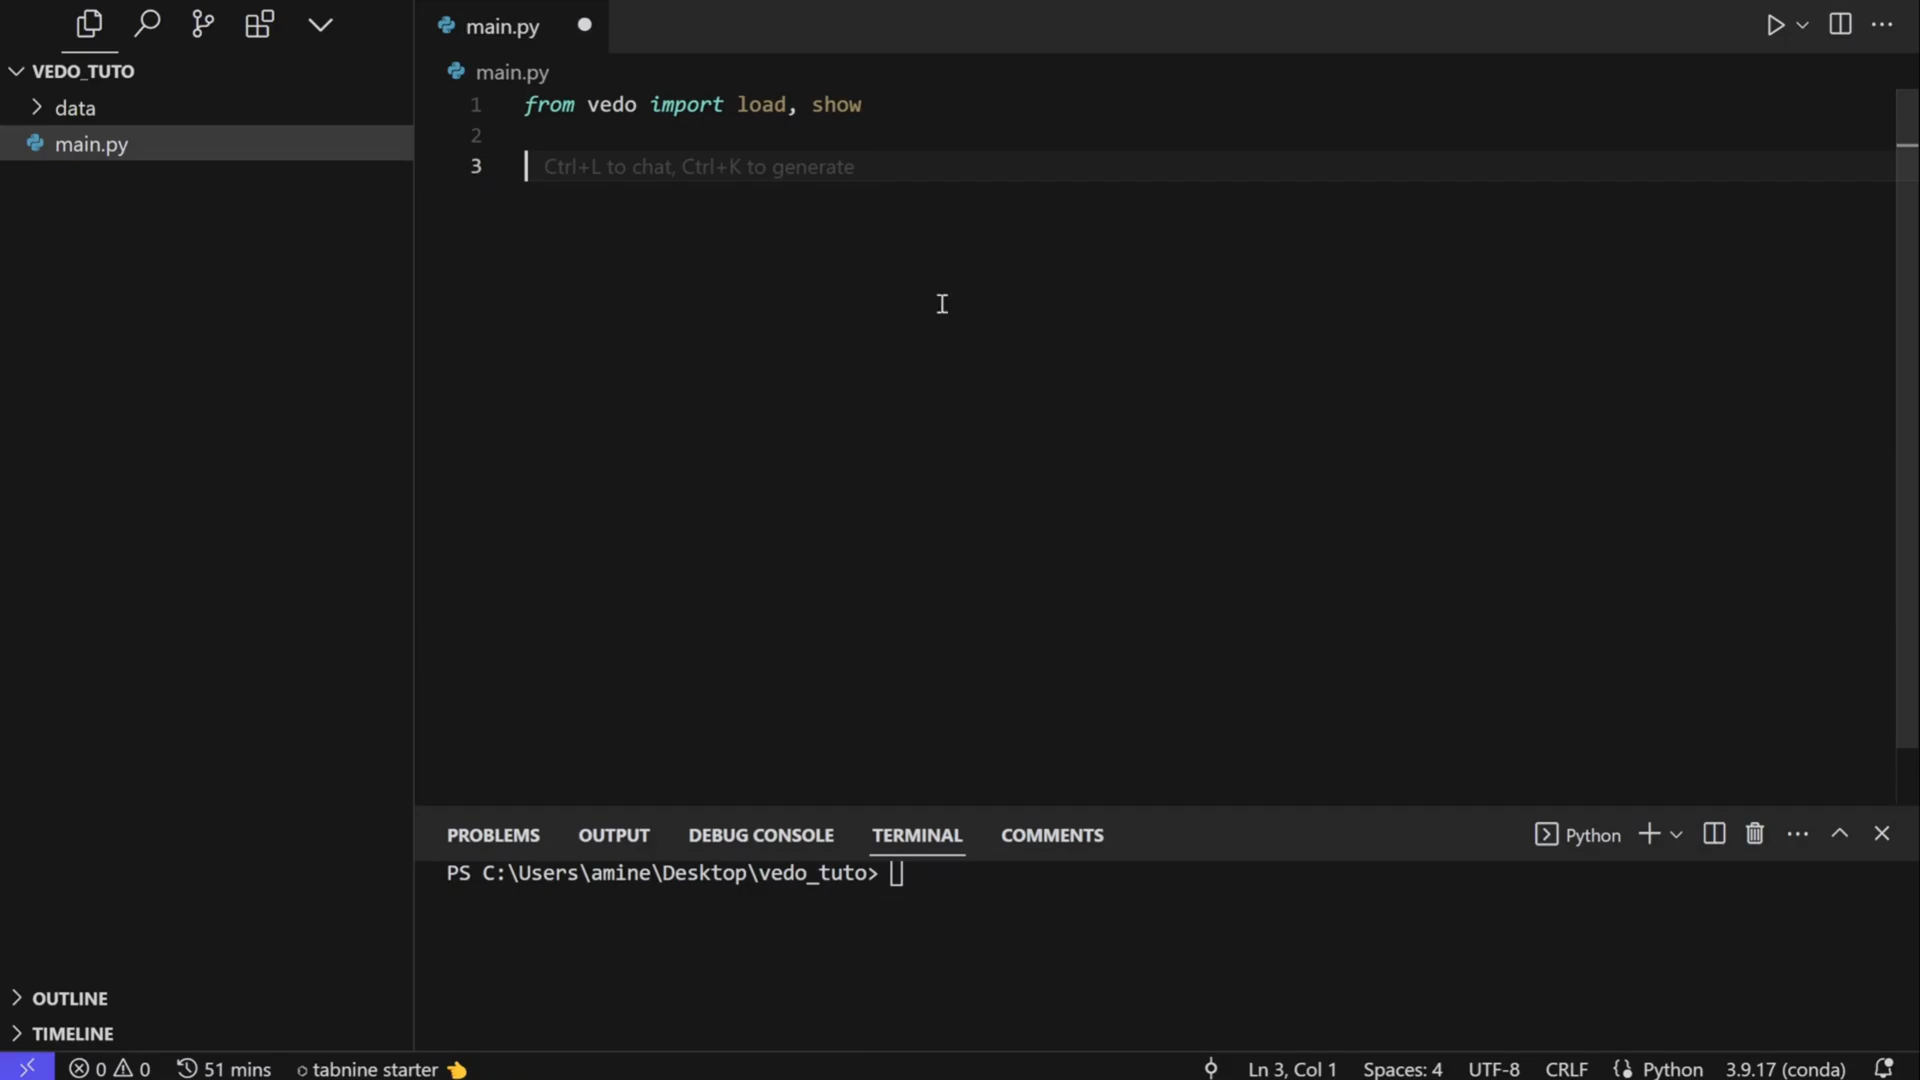 main.py
VEDO_TUTO
data
main.py
main.py
1 from vedo import load, show
2
3 Ctrl+L to chat, Ctrl+K to generate
PROBLEMS OUTPUT DEBUG CONSOLE TERMINAL COMMENTS Python
PS C:\Users\amine\Desktop\vedo_tuto>
OUTLINE
TIMELINE
0 0 51 mins tabnine starter Ln 3, Col 1 Spaces: 4 UTF-8 CRLF Python 3.9.17 (conda)